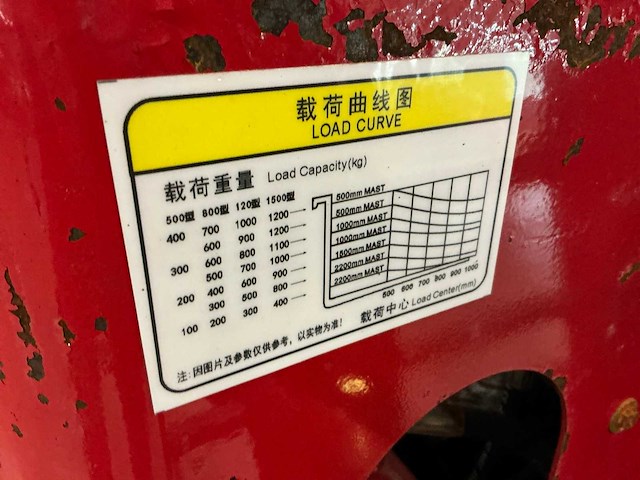 载荷曲线图
LOAD CURVE
载荷重量 Load Capacity(kg)
500型 800型 120型 1500型
400 700 1000 1200
600 900 1200
300 600 800 1100
500 700 1000
200 400 600 900
300 500 800
100 200 300 400
500mm MAST
500mm MAST
1000mm MAST
1000mm MAST
1500mm MAST
2200mm MAST
2200mm MAST
500 600 700 800 900 1000
载荷中心 Load Center(mm)
注:因图片及参数仅供参考，以实物为准!